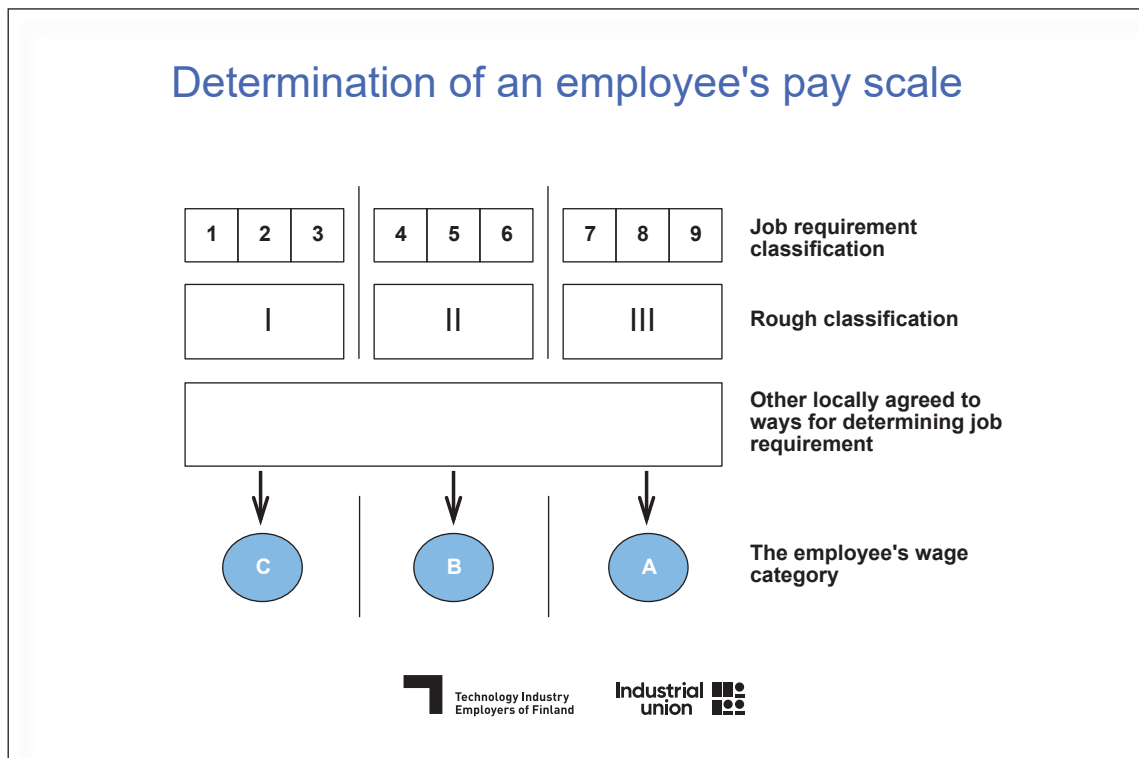 Determination of an employee's pay scale
1 2 3 4 5 6 7 8 9
Job requirement
classification
I II III
Rough classification
Other locally agreed to
ways for determining job
requirement
C B A
The employee's wage
category
Technology Industry
Employers of Finland
Industrial
union